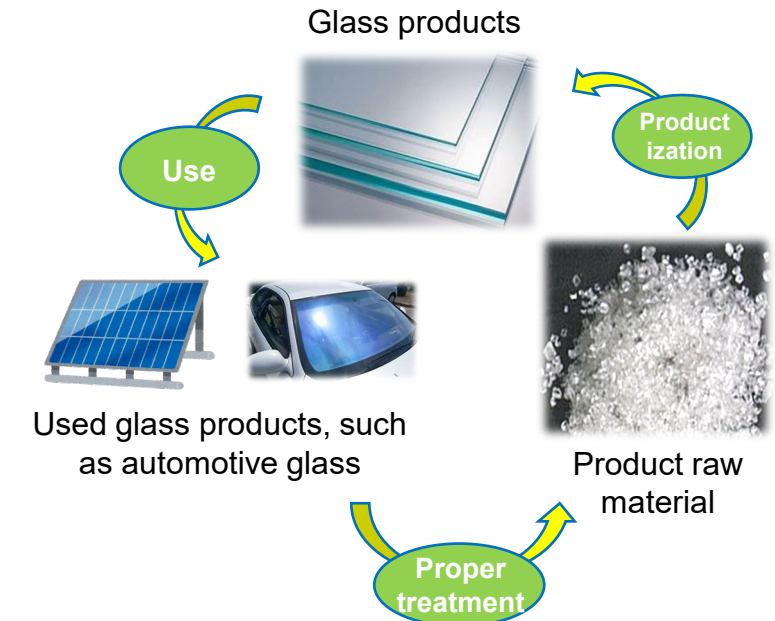 Glass products
Product
ization
Use
Used glass products, such
as automotive glass
Product raw
material
Proper
treatment